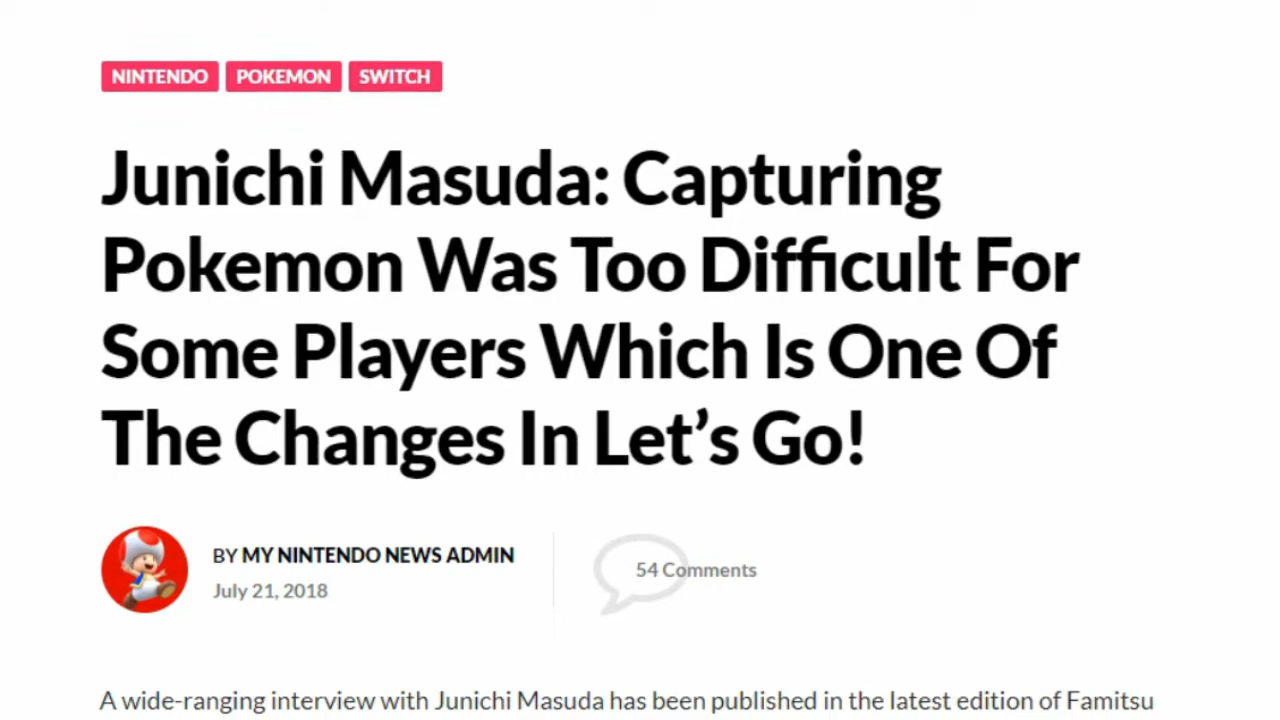 NINTENDO POKEMON SWITCH
Junichi Masuda: Capturing
Pokemon Was Too Difficult For
Some Players Which Is One Of
The Changes In Let’s Go!
BY MY NINTENDO NEWS ADMIN
July 21, 2018
54 Comments
A wide-ranging interview with Junichi Masuda has been published in the latest edition of Famitsu